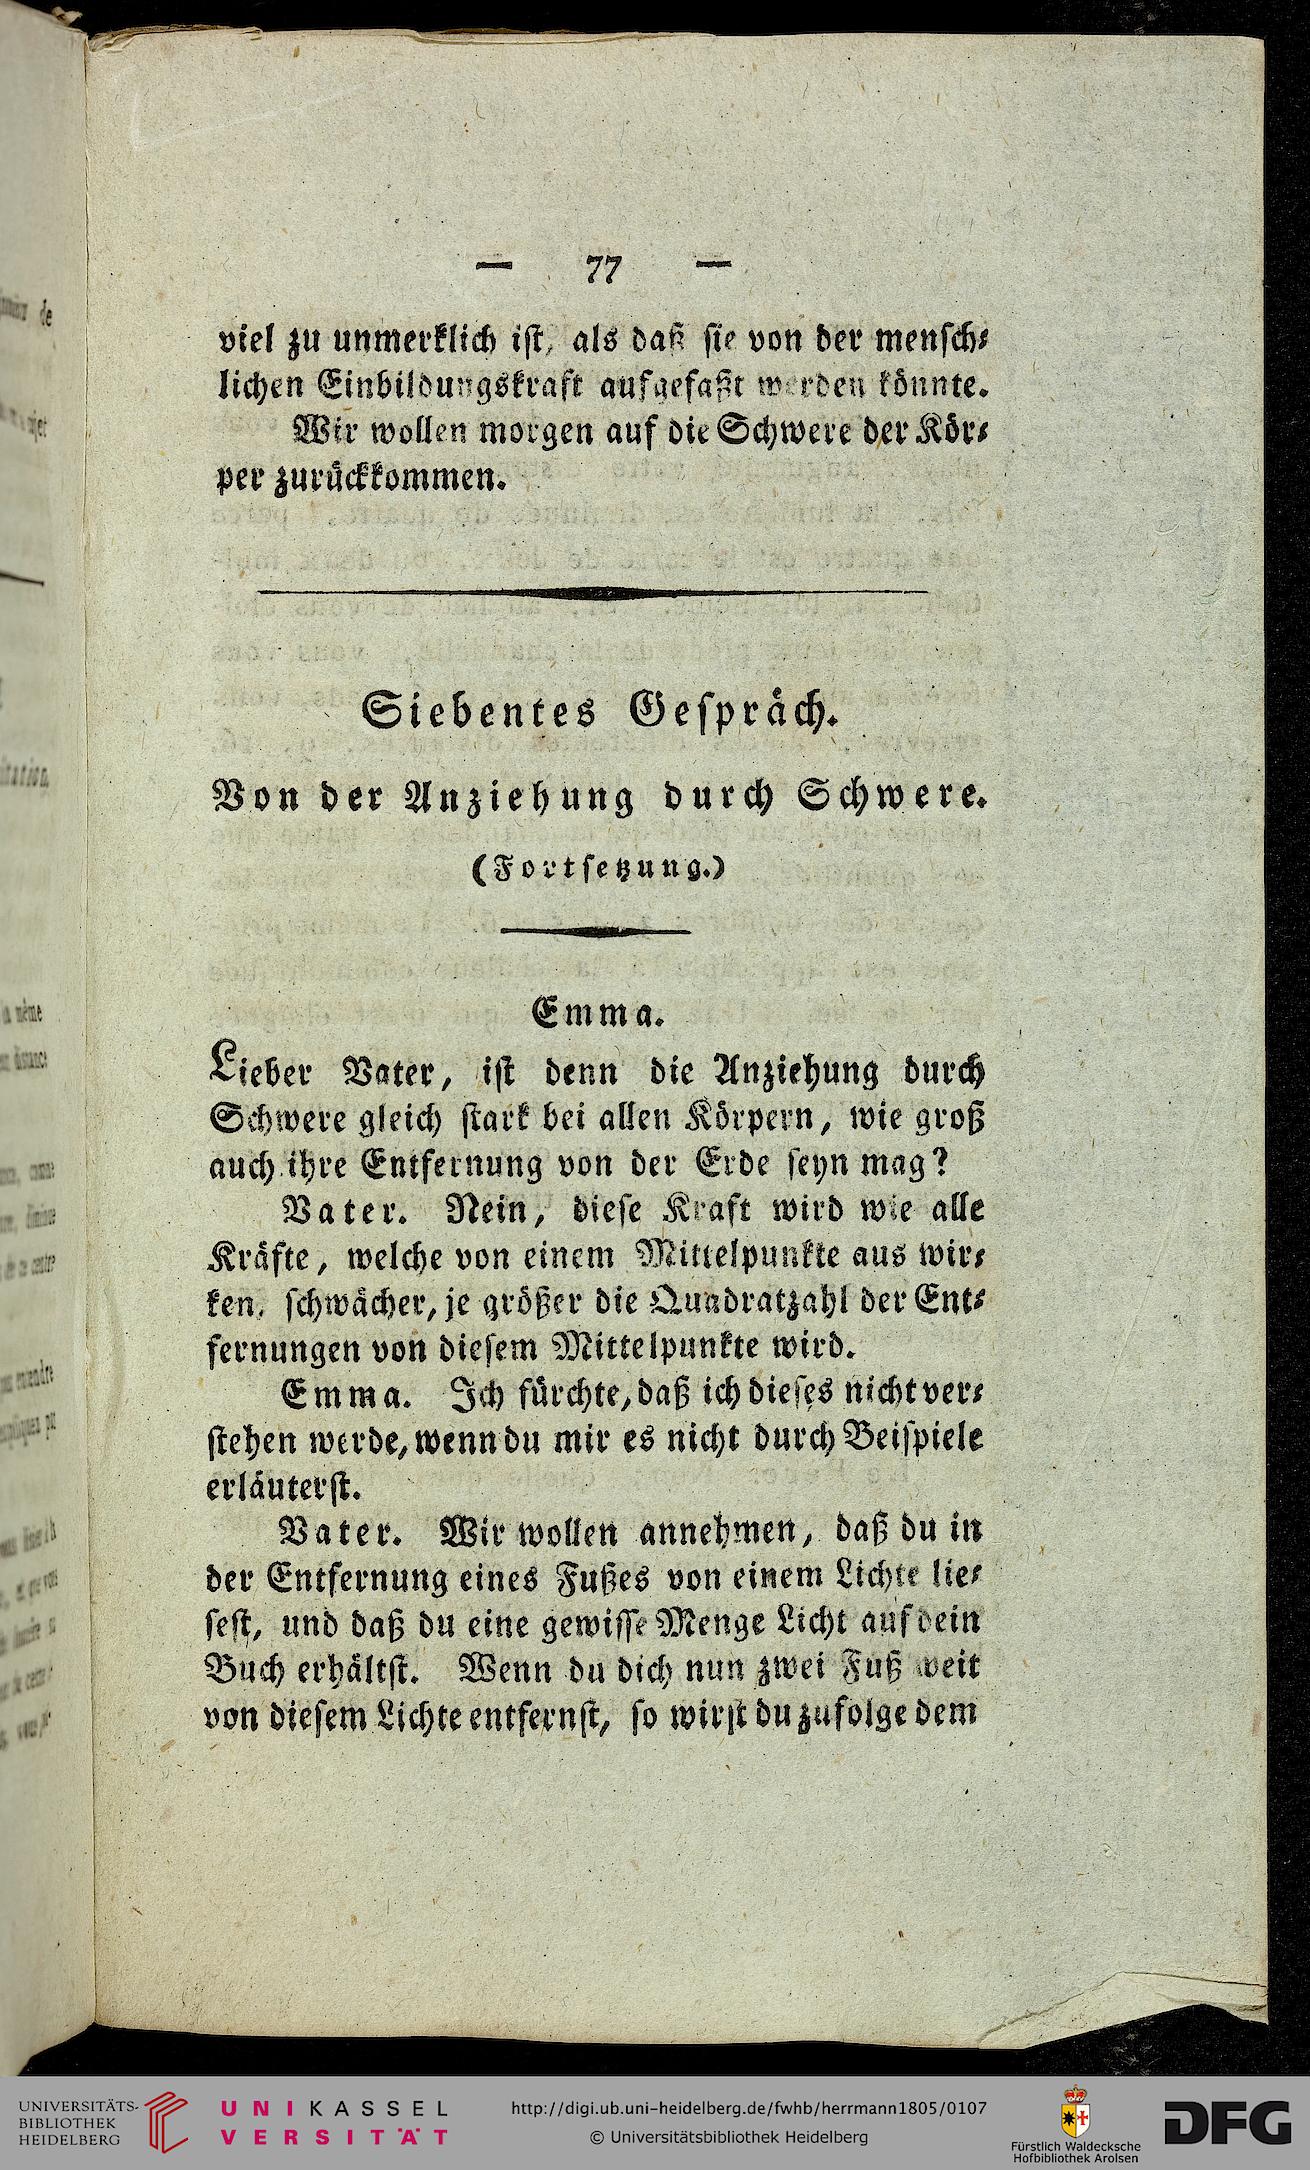 — 77 —
viel zu unmerklich ist, als daß sie von der mensch⸗
lichen Einbildungskraft aufgefaßt werden könnte.
Wir wollen morgen auf die Schwere der Kör⸗
per zurückkommen.
Siebentes Gespräch.
Von der Anziehung durch Schwere.
(Fortsetzung.)
Emma.
Lieber Vater, ist denn die Anziehung durch
Schwere gleich stark bei allen Körpern, wie groß
auch ihre Entfernung von der Erde seyn mag?
Vater. Nein, diese Kraft wird wie alle
Kräfte, welche von einem Mittelpunkte aus wir⸗
ken, schwächer, je größer die Quadratzahl der Ent⸗
fernungen von diesem Mittelpunkte wird.
Emma. Ich fürchte, daß ich dieses nicht ver⸗
stehen werde, wenn du mir es nicht durch Beispiele
erläuterst.
Vater. Wir wollen annehmen, daß du in
der Entfernung eines Fußes von einem Lichte lie⸗
sest, und daß du eine gewisse Menge Licht auf dein
Buch erhältst. Wenn du dich nun zwei Fuß weit
von diesem Lichte entfernst, so wirst du zufolge dem
UNIVERSITÄTS-
BIBLIOTHEK
HEIDELBERG
UNIKASSEL
VERSITÄT
http://digi.ub.uni-heidelberg.de/fwhb/herrmann1805/0107
© Universitätsbibliothek Heidelberg
Fürstlich Waldecksche
Hofbibliothek Arolsen
DFG